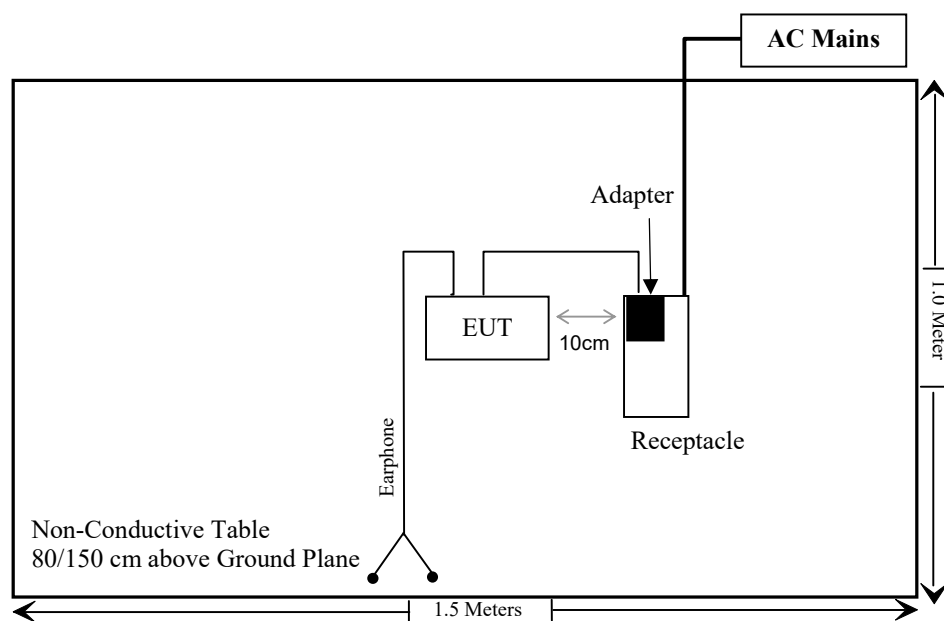 AC Mains
Adapter
EUT
10cm
1.0 Meter
Receptacle
Earphone
Non-Conductive Table
80/150 cm above Ground Plane
1.5 Meters